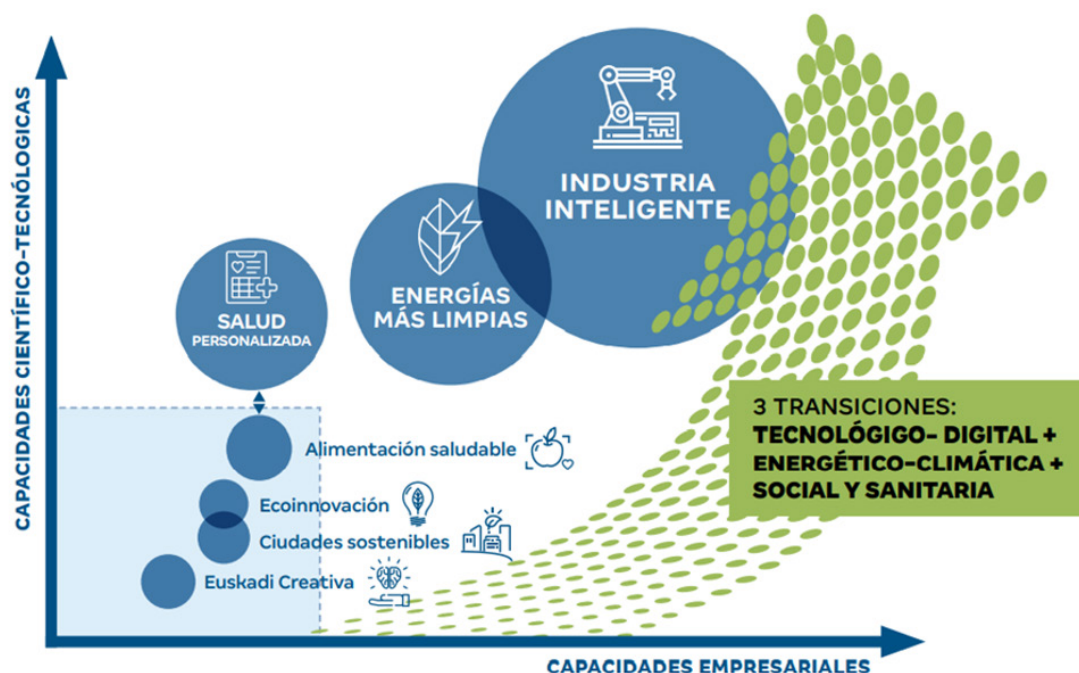 CAPACIDADES CIENTÍFICO-TECNÓLOGICAS
INDUSTRIA
INTELIGENTE
ENERGÍAS
MÁS LIMPIAS
SALUD
PERSONALIZADA
Alimentación saludable
Ecoinnovación
Ciudades sostenibles
Euskadi Creativa
3 TRANSICIONES:
TECNOLÓGIGO- DIGITAL +
ENERGÉTICO-CLIMÁTICA +
SOCIAL Y SANITARIA
CAPACIDADES EMPRESARIALES